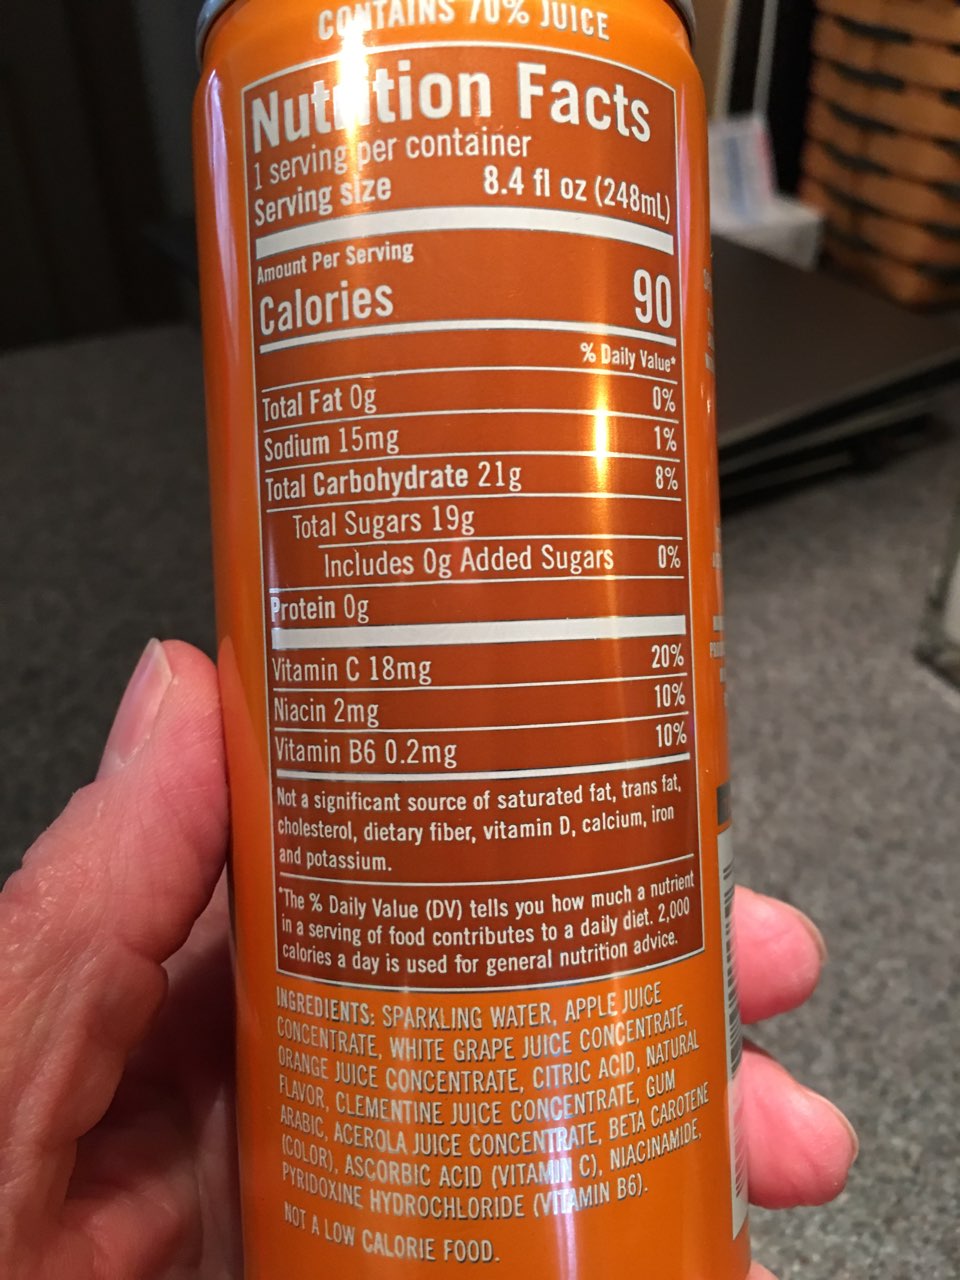 CONTAINS 70% JUICE
Nutrition Facts
1 serving per container
Serving size 8.4 fl oz (248mL)
Amount Per Serving
Calories 90
% Daily Value*
Total Fat 0g 0%
Sodium 15mg 1%
Total Carbohydrate 21g 8%
Total Sugars 19g
Includes 0g Added Sugars 0%
Protein 0g
Vitamin C 18mg 20%
Niacin 2mg 10%
Vitamin B6 0.2mg 10%
Not a significant source of saturated fat, trans fat,
cholesterol, dietary fiber, vitamin D, calcium, iron
and potassium.
*The % Daily Value (DV) tells you how much a nutrient
in a serving of food contributes to a daily diet. 2,000
calories a day is used for general nutrition advice.
INGREDIENTS: SPARKLING WATER, APPLE JUICE
CONCENTRATE, WHITE GRAPE JUICE CONCENTRATE,
ORANGE JUICE CONCENTRATE, CITRIC ACID, NATURAL
FLAVOR, CLEMENTINE JUICE CONCENTRATE, GUM
ARABIC, ACEROLA JUICE CONCENTRATE, BETA CAROTENE
(COLOR), ASCORBIC ACID (VITAMIN C), NIACINAMIDE,
PYRIDOXINE HYDROCHLORIDE (VITAMIN B6).
NOT A LOW CALORIE FOOD.